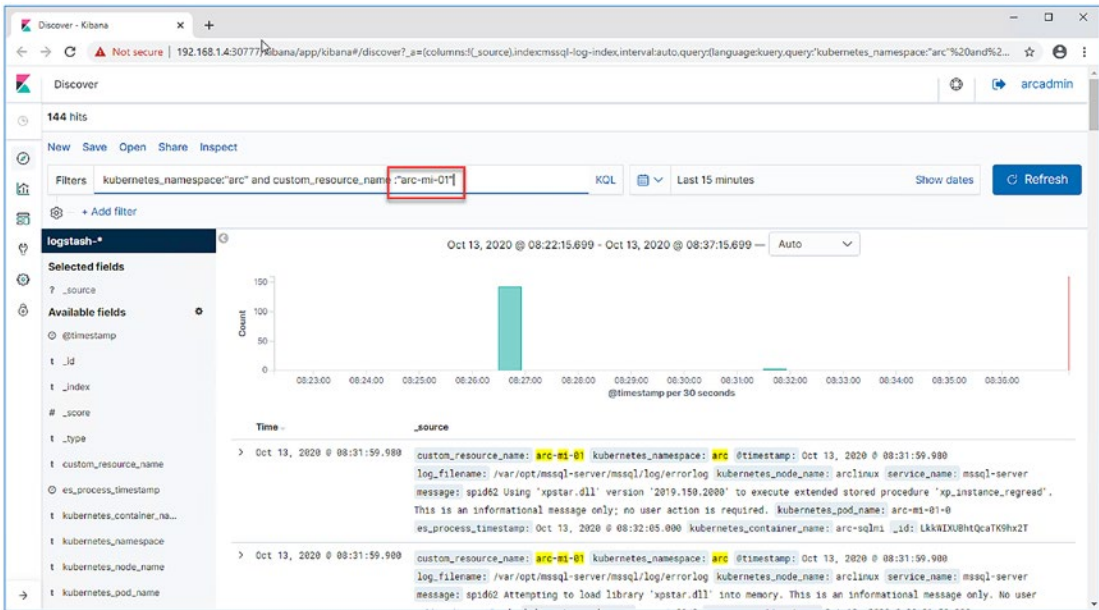 Discover - Kibana
Not secure | 192.168.1.4:30777/kibana/app/kibana#/discover?_a=(columns:!(_source),index:mssql-log-index,interval:auto,query:(language:kuery,query:'kubernetes_namespace:"arc"%20and%2...
Discover
arcadmin
144 hits
New Save Open Share Inspect
Filters kubernetes_namespace:"arc" and custom_resource_name :"arc-mi-01" KQL Last 15 minutes Show dates Refresh
+ Add filter
logstash-*
Oct 13, 2020 @ 08:22:15.699 - Oct 13, 2020 @ 08:37:15.699 — Auto
Selected fields
? _source
Available fields
@timestamp
t _id
t _index
# _score
t _type
t custom_resource_name
es_process_timestamp
t kubernetes_container_na...
t kubernetes_namespace
t kubernetes_node_name
t kubernetes_pod_name
Count
150
100
50
0
08:23:00 08:24:00 08:25:00 08:26:00 08:27:00 08:28:00 08:29:00 08:30:00 08:31:00 08:32:00 08:33:00 08:34:00 08:35:00 08:36:00
@timestamp per 30 seconds
Time _source
Oct 13, 2020 @ 08:31:59.980 custom_resource_name: arc-mi-01 kubernetes_namespace: arc @timestamp: Oct 13, 2020 @ 08:31:59.980
log_filename: /var/opt/mssql-server/mssql/log/errorlog kubernetes_node_name: arclinux service_name: mssql-server
message: spid62 Using 'xpstar.dll' version '2019.150.2000' to execute extended stored procedure 'xp_instance_regread'.
This is an informational message only; no user action is required. kubernetes_pod_name: arc-mi-01-0
es_process_timestamp: Oct 13, 2020 @ 08:32:05.000 kubernetes_container_name: arc-sqlmi _id:
Oct 13, 2020 @ 08:31:59.980 custom_resource_name: arc-mi-01 kubernetes_namespace: arc @timestamp: Oct 13, 2020 @ 08:31:59.980
log_filename: /var/opt/mssql-server/mssql/log/errorlog kubernetes_node_name: arclinux service_name: mssql-server
message: spid62 Attempting to load library 'xpstar.dll' into memory. This is an informational message only. No user